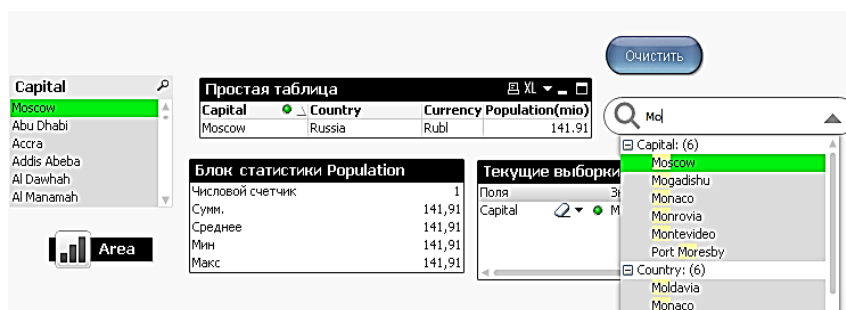 Очистить
Capital
Moscow
Abu Dhabi
Accra
Addis Abeba
Al Dawhah
Al Manamah
Area
Простая таблица XL
Capital Country Currency Population(mio)
Moscow Russia Rubl 141.91
Блок статистики Population
Числовой счетчик 1
Сумм. 141,91
Среднее 141,91
Мин 141,91
Макс 141,91
Текущие выборки
Поля
Capital M
Mo
Capital: (6)
Moscow
Mogadishu
Monaco
Monrovia
Montevideo
Port Moresby
Country: (6)
Moldavia
Monaco